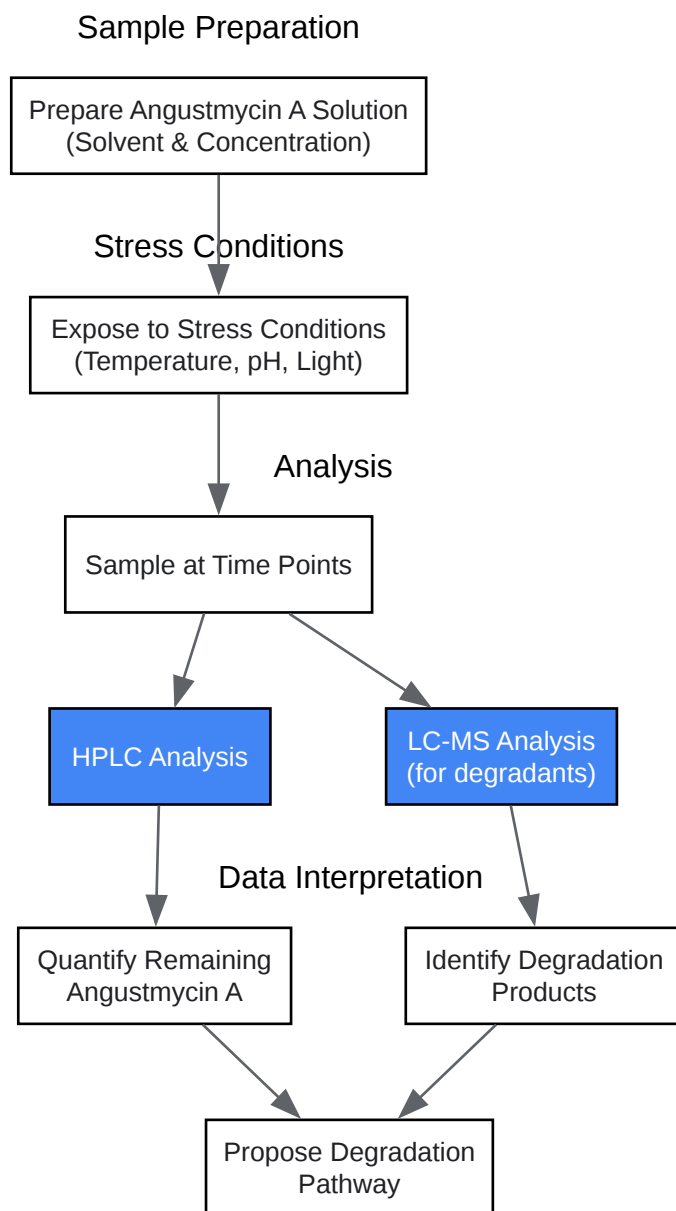 Sample Preparation
Prepare Angustmycin A Solution
(Solvent & Concentration)
Stress Conditions
Expose to Stress Conditions
(Temperature, pH, Light)
Analysis
Sample at Time Points
HPLC Analysis
LC-MS Analysis
(for degradants)
Data Interpretation
Quantify Remaining
Angustmycin A
Identify Degradation
Products
Propose Degradation
Pathway